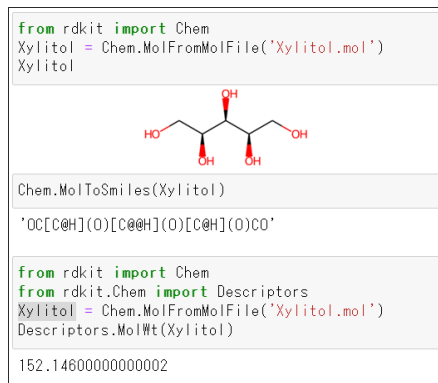 from rdkit import Chem
Xylitol = Chem.MolFromMolFile('Xylitol.mol')
Xylitol
OH
HO
OH
OH
OH
Chem.MolToSmiles(Xylitol)
'OC[C@H](O)[C@@H](O)[C@H](O)CO'
from rdkit import Chem
from rdkit.Chem import Descriptors
Xylitol = Chem.MolFromMolFile('Xylitol.mol')
Descriptors.MolWt(Xylitol)
152.14600000000002